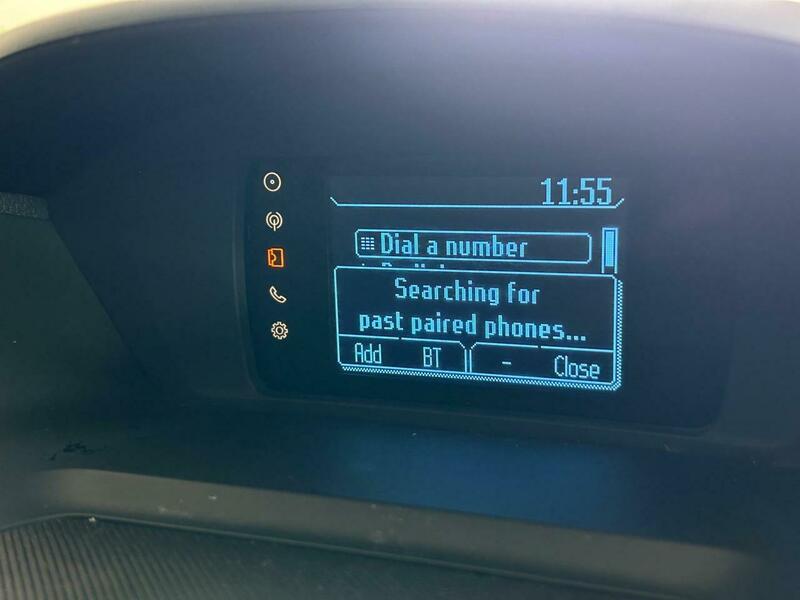 11:55
Dial a number
Searching for
past paired phones...
Add BT - Close